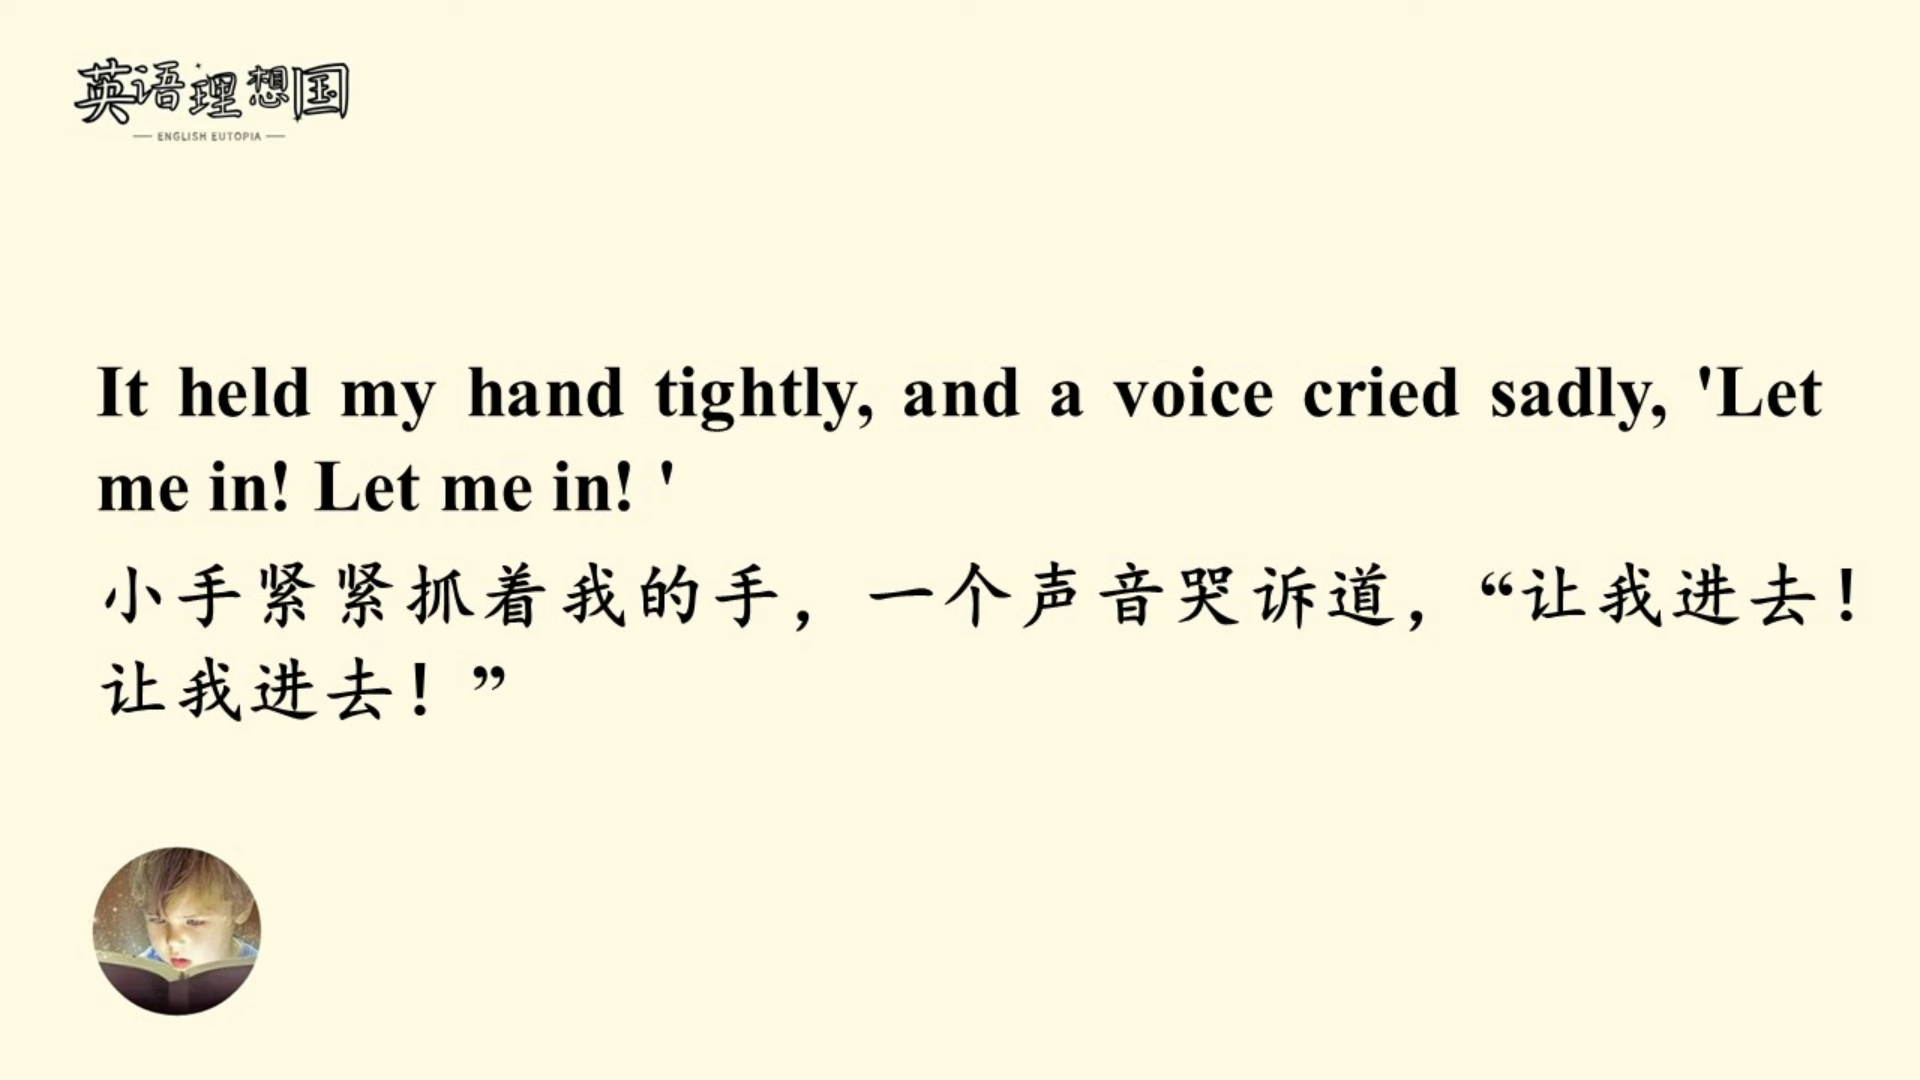 英语理想国
ENGLISH EUTOPIA
It held my hand tightly, and a voice cried sadly, 'Let
me in! Let me in! '
小手紧紧抓着我的手，一个声音哭诉道，“让我进去！
让我进去！”